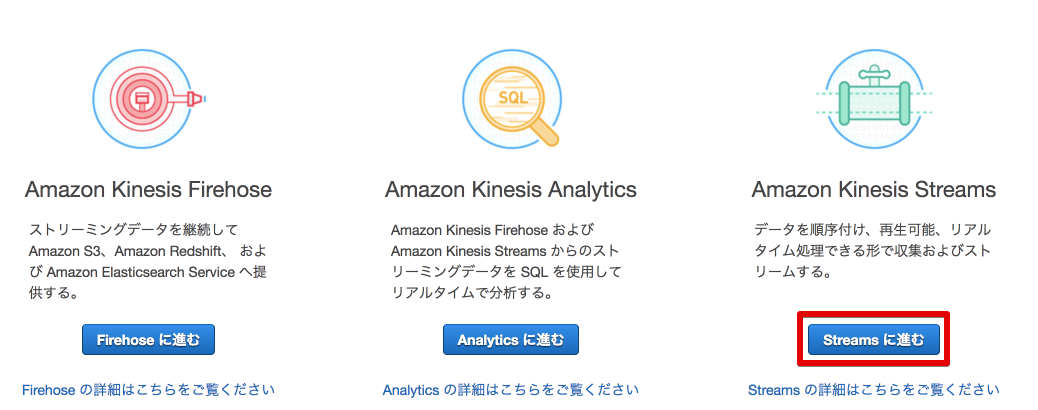 SQL
Amazon Kinesis Firehose
ストリーミングデータを継続して
Amazon S3、Amazon Redshift、 およ
び Amazon Elasticsearch Service へ提
供する。
Firehose に進む
Firehose の詳細はこちらをご覧ください
Amazon Kinesis Analytics
Amazon Kinesis Firehose および
Amazon Kinesis Streams からのスト
リーミングデータを SQL を使用して
リアルタイムで分析する。
Analytics に進む
Analytics の詳細はこちらをご覧ください
Amazon Kinesis Streams
データを順序付け、再生可能、リアル
タイム処理できる形で収集およびスト
リームする。
Streams に進む
Streams の詳細はこちらをご覧ください